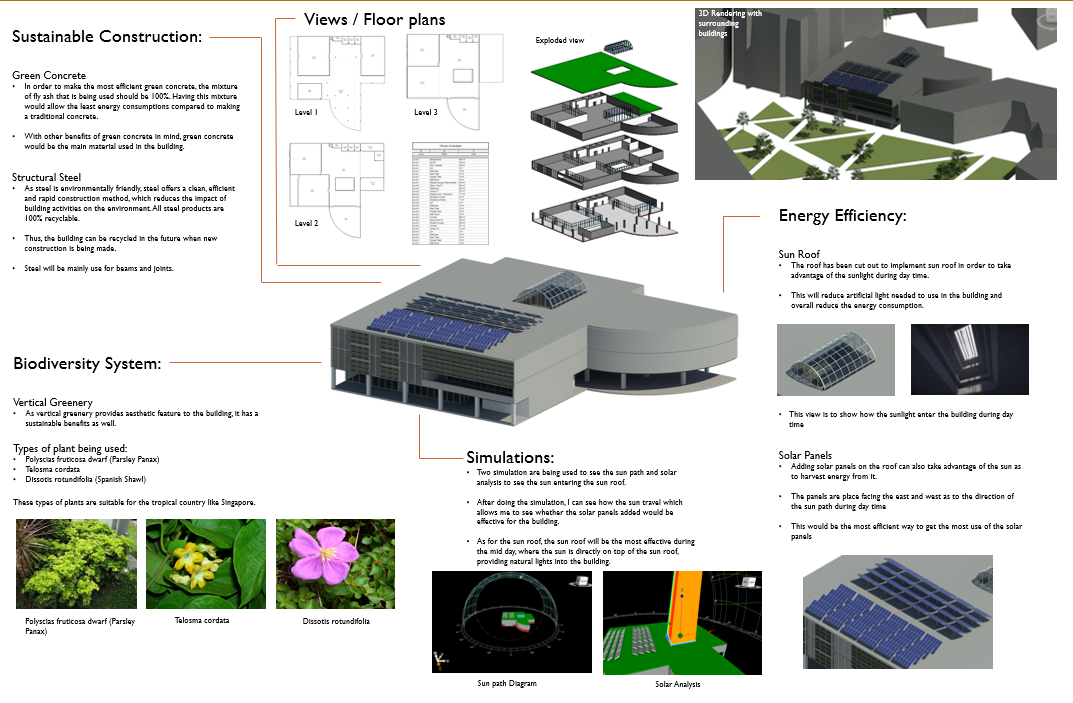 Views / Floor plans
Sustainable Construction:
Green Concrete
• In order to make the most efficient green concrete, the mixture
of fly ash that is being used should be 100%. Having this mixture
would allow the least energy consumptions compared to making
a traditional concrete.
• With other benefits of green concrete in mind, green concrete
would be the main material used in the building.
Structural Steel
• As steel is environmentally friendly, steel offers a clean, efficient
and rapid construction method, which reduces the impact of
building activities on the environment. All steel products are
100% recyclable.
• Thus, the building can be recycled in the future when new
construction is being made.
• Steel will be mainly use for beams and joints.
Level 1
Level 3
Level 2
Exploded view
3D Rendering with
surrounding
buildings
Energy Efficiency:
Sun Roof
• The roof has been cut out to implement sun roof in order to take
advantage of the sunlight during day time.
• This will reduce artificial light needed to use in the building and
overall reduce the energy consumption.
• This view is to show how the sunlight enter the building during day
time
Solar Panels
• Adding solar panels on the roof can also take advantage of the sun as
to harvest energy from it.
• The panels are place facing the east and west as to the direction of
the sun path during day time
• This would be the most efficient way to get the most use of the solar
panels
Biodiversity System:
Vertical Greenery
• As vertical greenery provides aesthetic feature to the building, it has a
sustainable benefits as well.
Types of plant being used:
• Polyscias fruticosa dwarf (Parsley Panax)
• Telosma cordata
• Dissotis rotundifolia (Spanish Shawl)
These types of plants are suitable for the tropical country like Singapore.
Polyscias fruticosa dwarf (Parsley
Panax)
Telosma cordata
Dissotis rotundifolia
Simulations:
• Two simulation are being used to see the sun path and solar
analysis to see the sun entering the sun roof.
• After doing the simulation, I can see how the sun travel which
allows me to see whether the solar panels added would be
effective for the building.
• As for the sun roof, the sun roof will be the most effective during
the mid day, where the sun is directly on top of the sun roof,
providing natural lights into the building.
Sun path Diagram
Solar Analysis